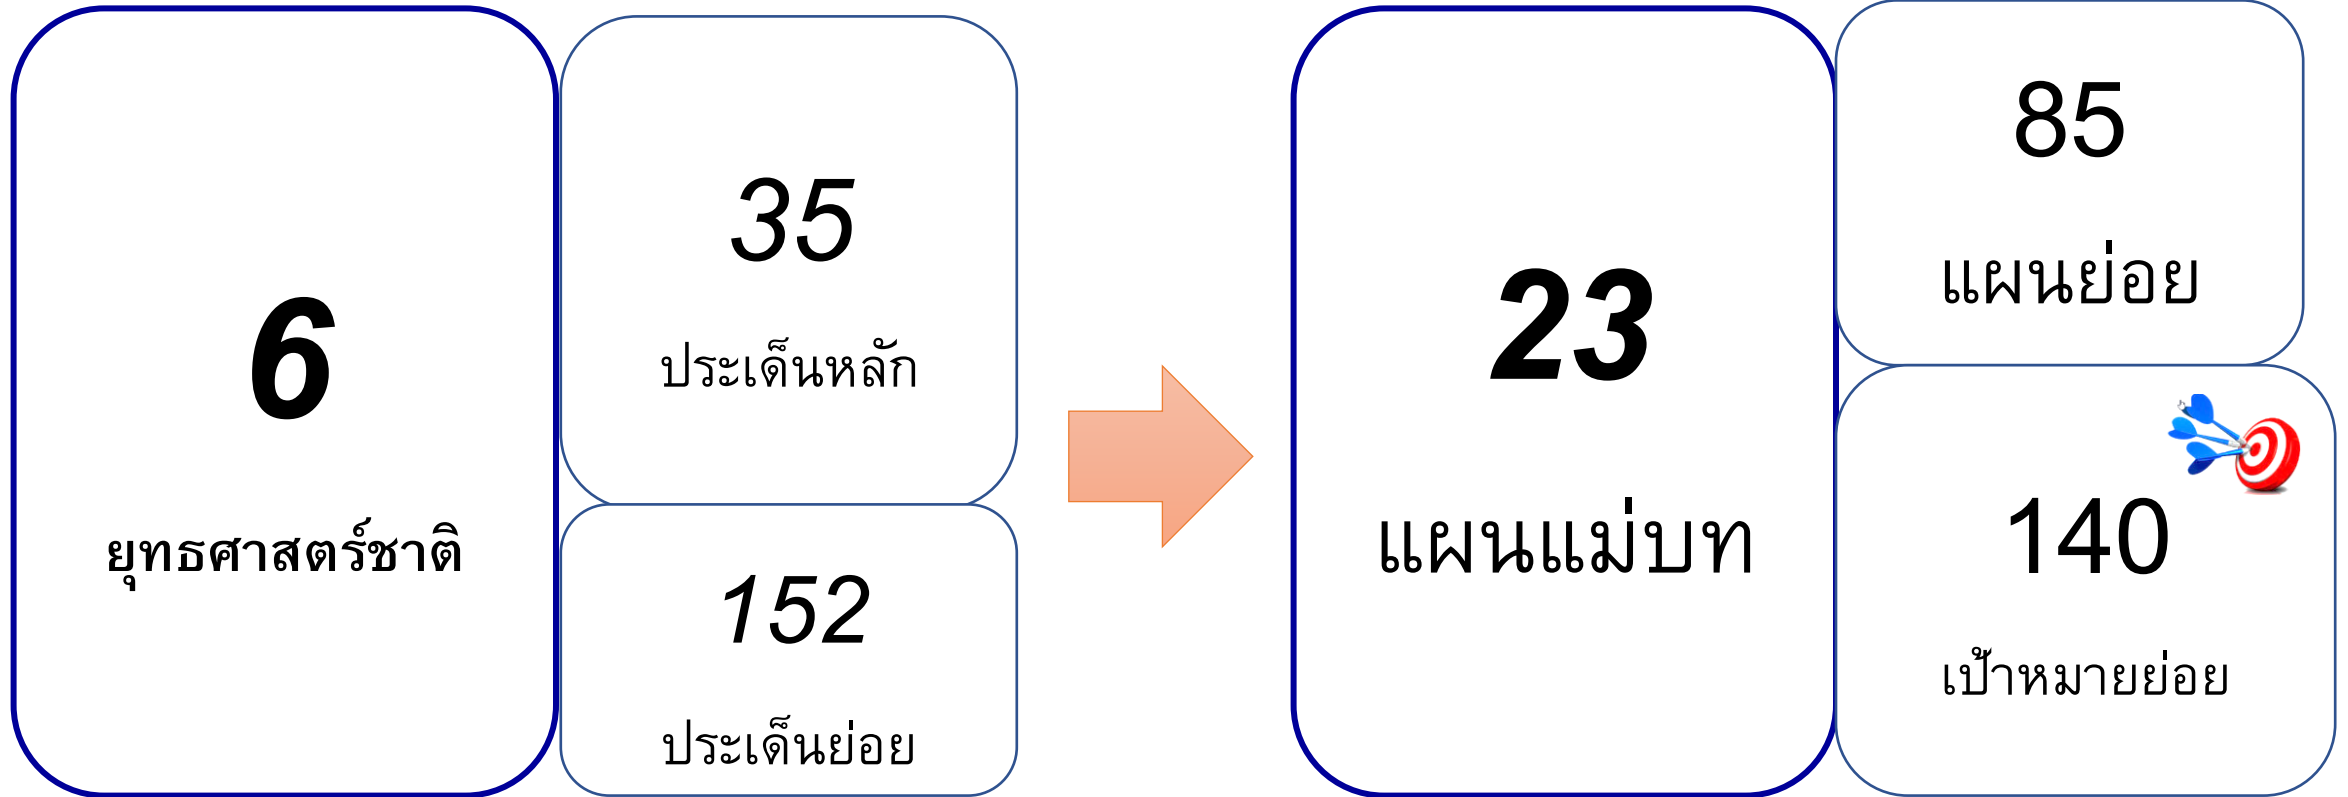 6
ยุทธศาสตร์ชาติ
35
ประเด็นหลัก
152
ประเด็นย่อย
23
แผนแม่บท
85
แผนย่อย
140
เป้าหมายย่อย